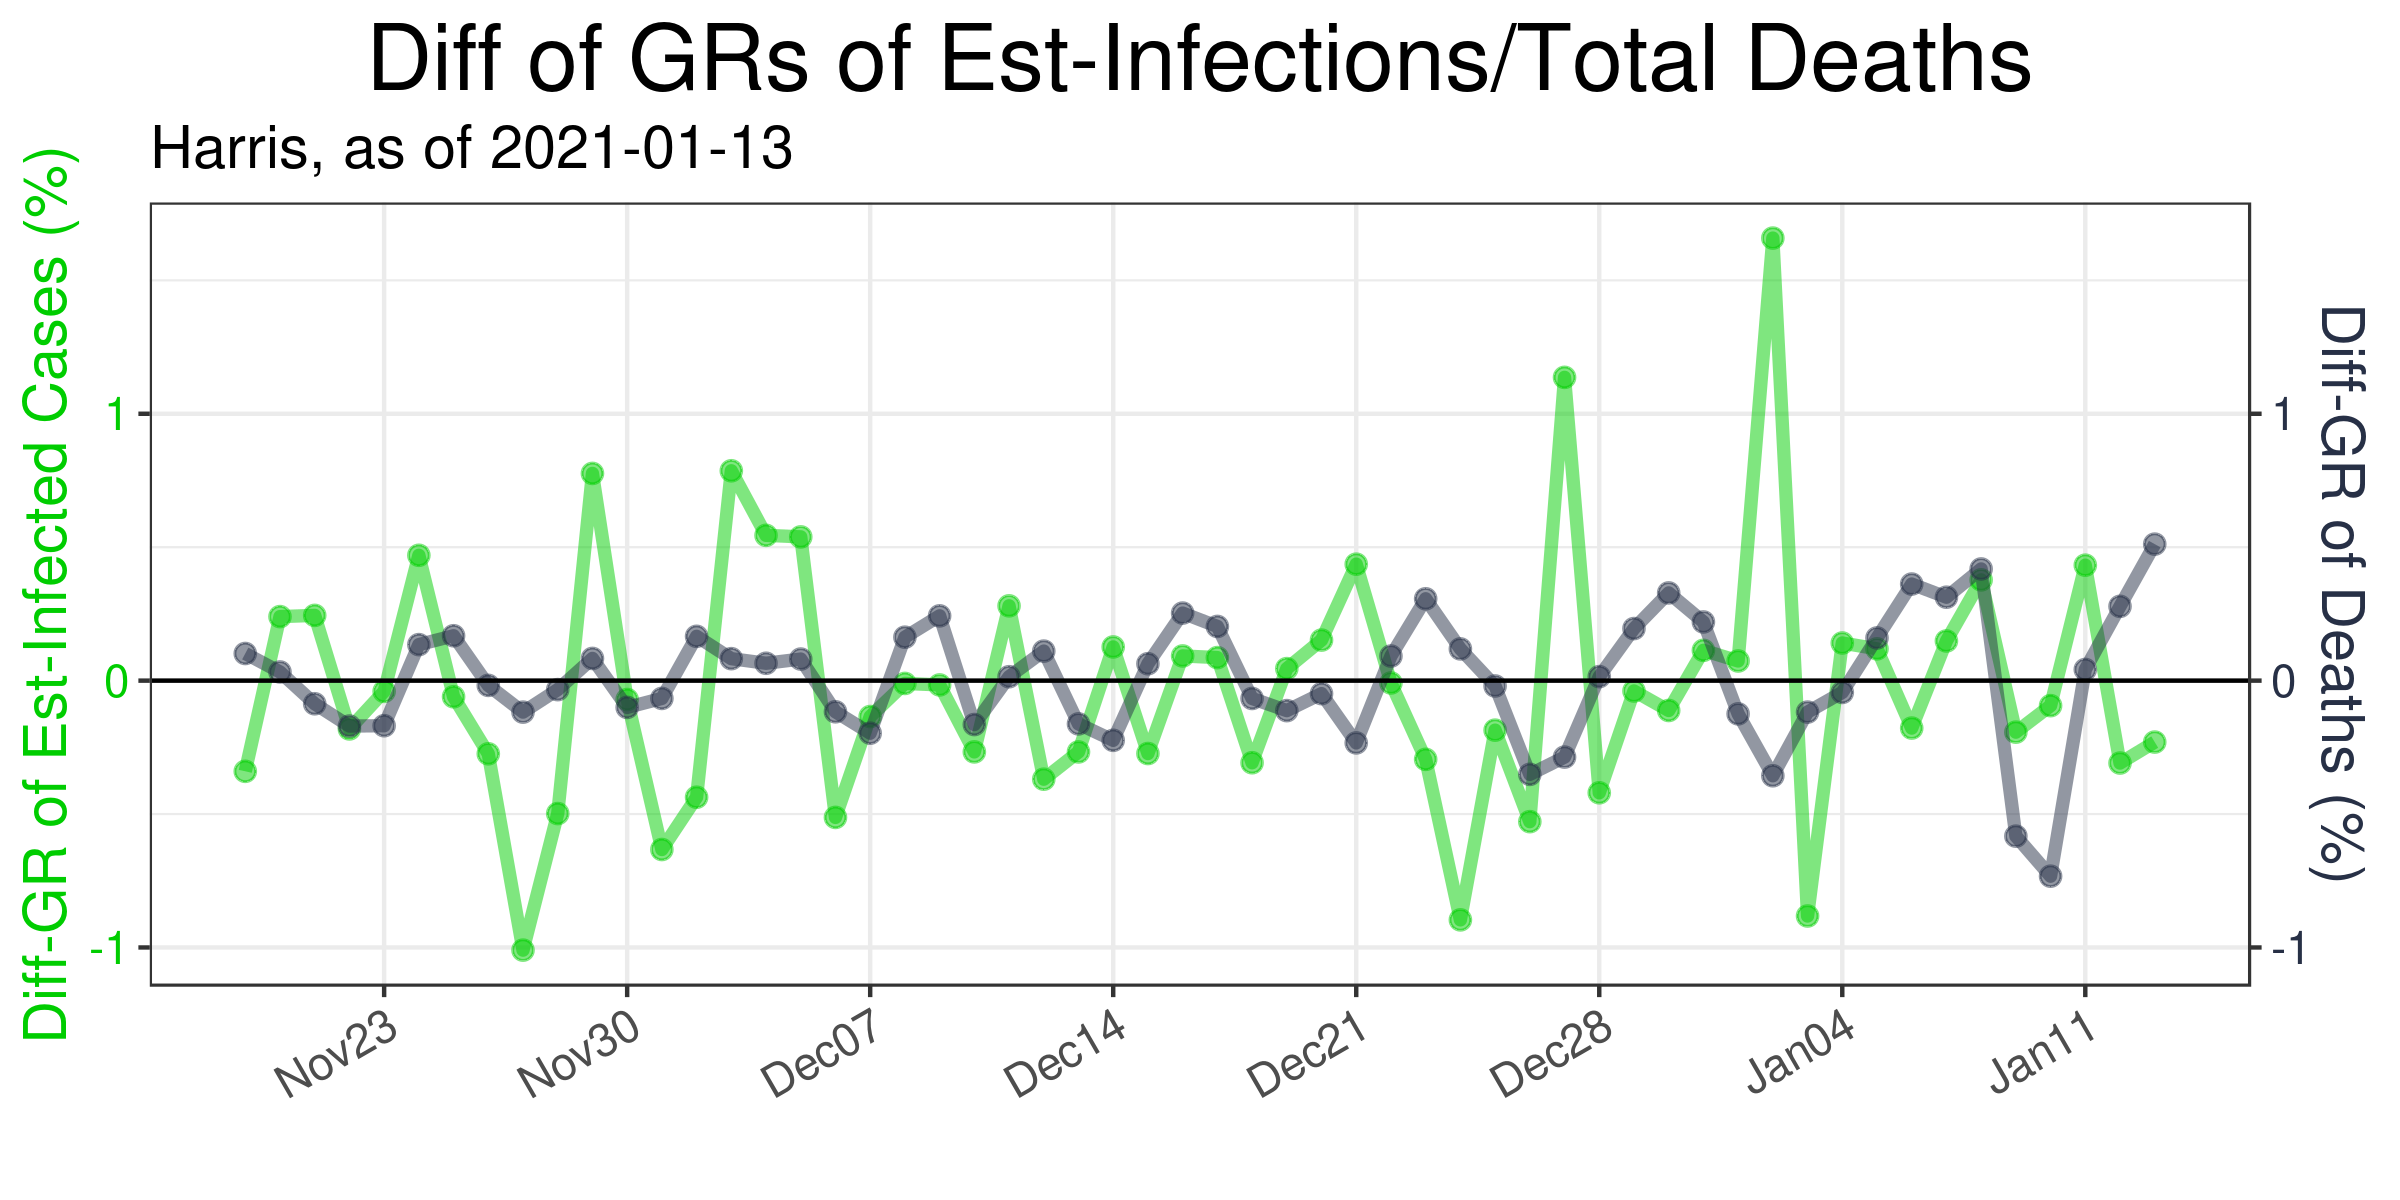 Diff of GRs of Est-Infections/Total Deaths
Harris, as of 2021-01-13
Diff-GR of Est-Infected Cases (%)
1
0
-1
1
0
-1
Diff-GR of Deaths (%)
Nov23
Nov30
Dec07
Dec14
Dec21
Dec28
Jan04
Jan11